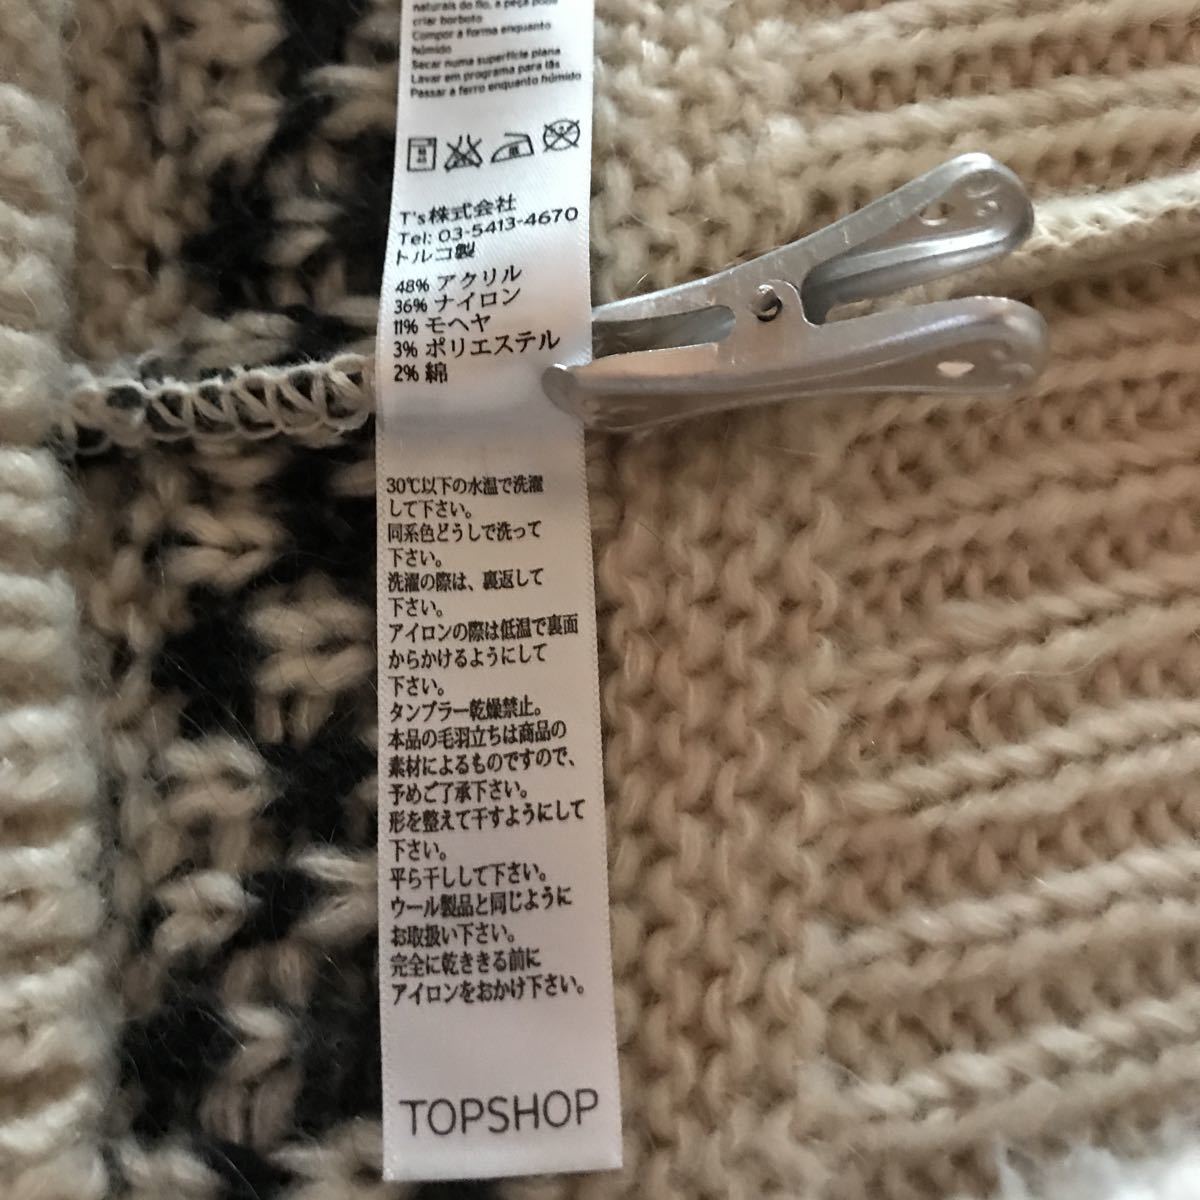 naturais do fio, a peça pode
criar borboto
Compor a forma enquanto
húmido
Secar numa superfície plana
Lavar em programa para lãs
Passar a ferro enquanto húmido
T's株式会社
Tel: 03-5413-4670
トルコ製
48% アクリル
36% ナイロン
11% モヘヤ
3% ポリエステル
2% 綿
30℃以下の水温で洗濯
して下さい。
同系色どうしで洗って
下さい。
洗濯の際は、裏返して
下さい。
アイロンの際は低温で裏面
からかけるようにして
下さい。
タンブラー乾燥禁止。
本品の毛羽立ちは商品の
素材によるものですので、
予めご了承下さい。
形を整えて干すようにして
下さい。
平ら干しして下さい。
ウール製品と同じように
お取扱い下さい。
完全に乾ききる前に
アイロンをおかけ下さい。
TOPSHOP